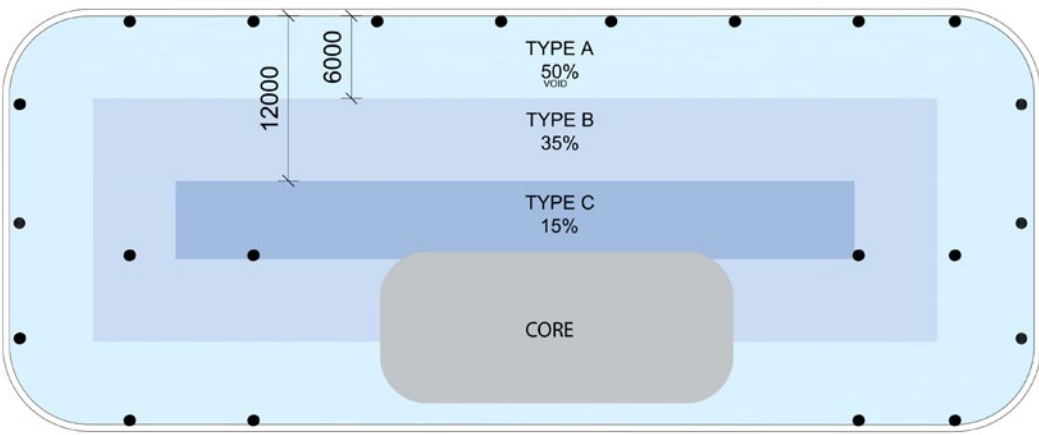 TYPE A
50%
VOID
6000
12000
TYPE B
35%
TYPE C
15%
CORE